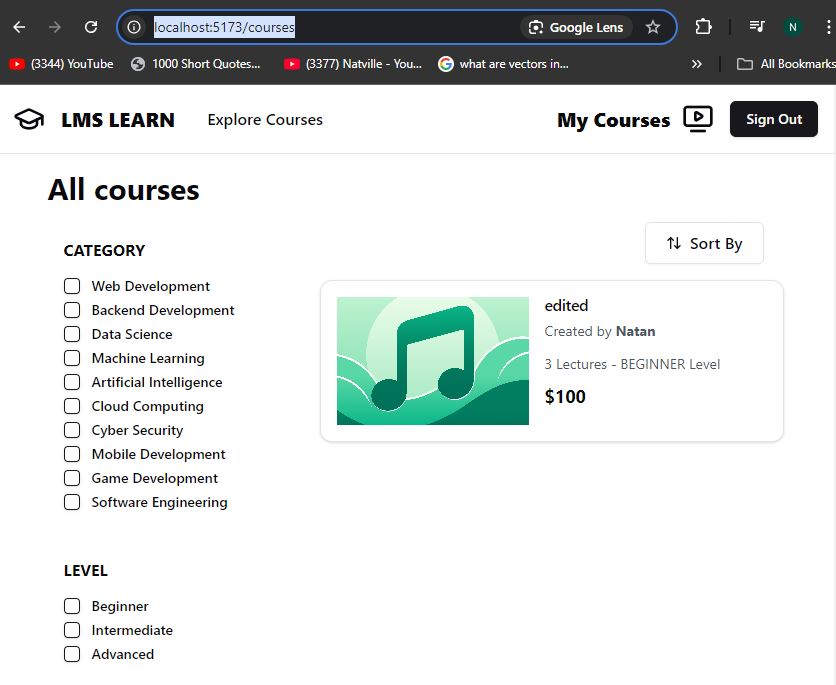 localhost:5173/courses
Google Lens
N
(3344) YouTube
1000 Short Quotes...
(3377) Natville - You...
G
what are vectors in...
»
All Bookmarks
LMS LEARN
Explore Courses
My Courses
Sign Out
All courses
CATEGORY
Sort By
Web Development
Backend Development
Data Science
Machine Learning
Artificial Intelligence
Cloud Computing
Cyber Security
Mobile Development
Game Development
Software Engineering
edited
Created by Natan
3 Lectures - BEGINNER Level
$100
LEVEL
Beginner
Intermediate
Advanced